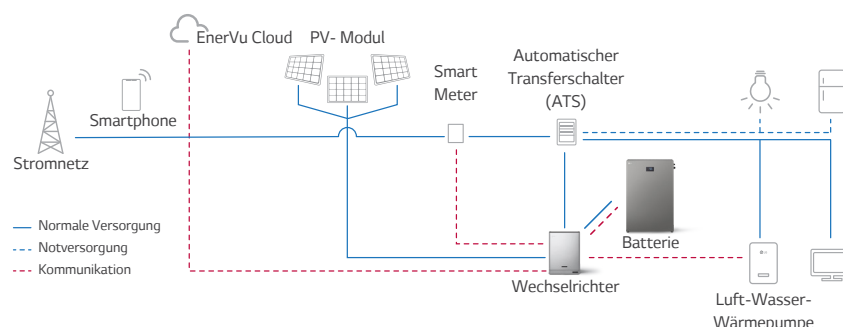 EnerVu Cloud
PV- Modul
Automatischer
Transferschalter
(ATS)
Smart
Meter
Smartphone
Stromnetz
Normale Versorgung
Notversorgung
Kommunikation
Batterie
Wechselrichter
Luft-Wasser-
Wärmepumpe